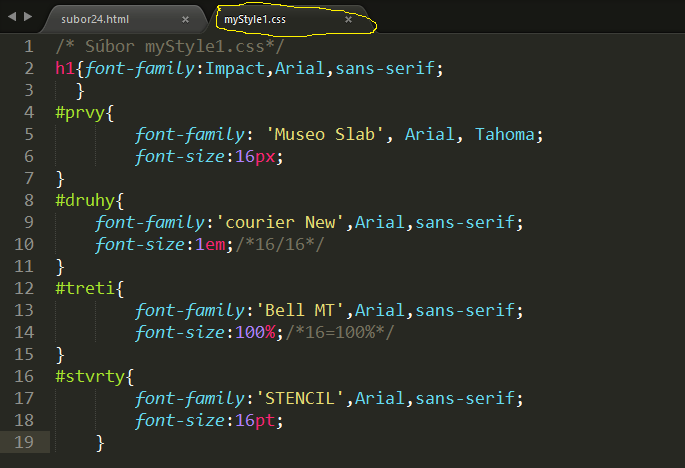 subor24.html × myStyle1.css ×
1 /* Súbor myStyle1.css*/
2 h1{font-family:Impact,Arial,sans-serif;
3 }
4 #prvy{
5 font-family: 'Museo Slab', Arial, Tahoma;
6 font-size:16px;
7 }
8 #druhy{
9 font-family:'courier New',Arial,sans-serif;
10 font-size:1em;/*16/16*/
11 }
12 #treti{
13 font-family:'Bell MT',Arial,sans-serif;
14 font-size:100%;/*16=100%*/
15 }
16 #stvrty{
17 font-family:'STENCIL',Arial,sans-serif;
18 font-size:16pt;
19 }